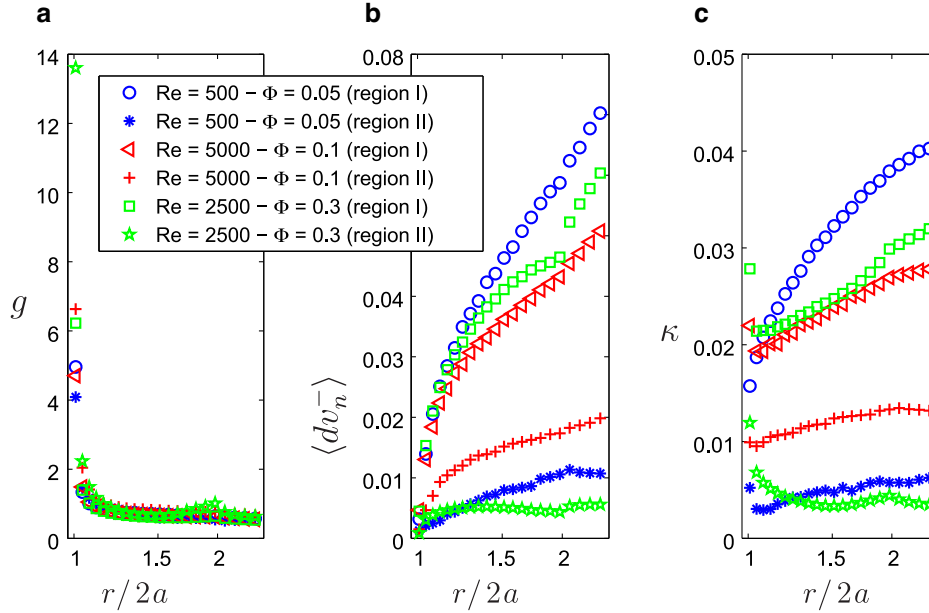 a
b
c
14
12
10
8
6
4
2
0
g
1
1.5
2
r/2a
Re = 500 − Φ = 0.05 (region I)
Re = 500 − Φ = 0.05 (region II)
Re = 5000 − Φ = 0.1 (region I)
Re = 5000 − Φ = 0.1 (region II)
Re = 2500 − Φ = 0.3 (region I)
Re = 2500 − Φ = 0.3 (region II)
0.08
0.04
0.03
0.02
0.01
0
⟨dv⁻ₙ⟩
1
1.5
2
r/2a
0.05
0.04
0.03
0.02
0.01
0
κ
1
1.5
2
r/2a